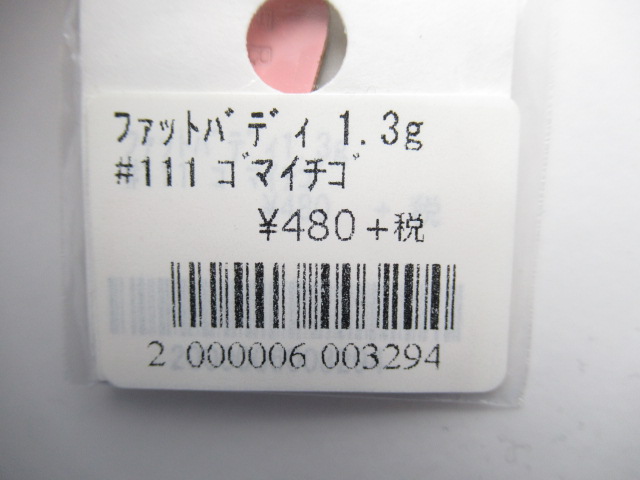 ﾌｧｯﾄﾊﾞﾃﾞｨ 1.3g
#111 ｺﾞﾏｲﾁｺﾞ
¥480+税
2 000006 003294